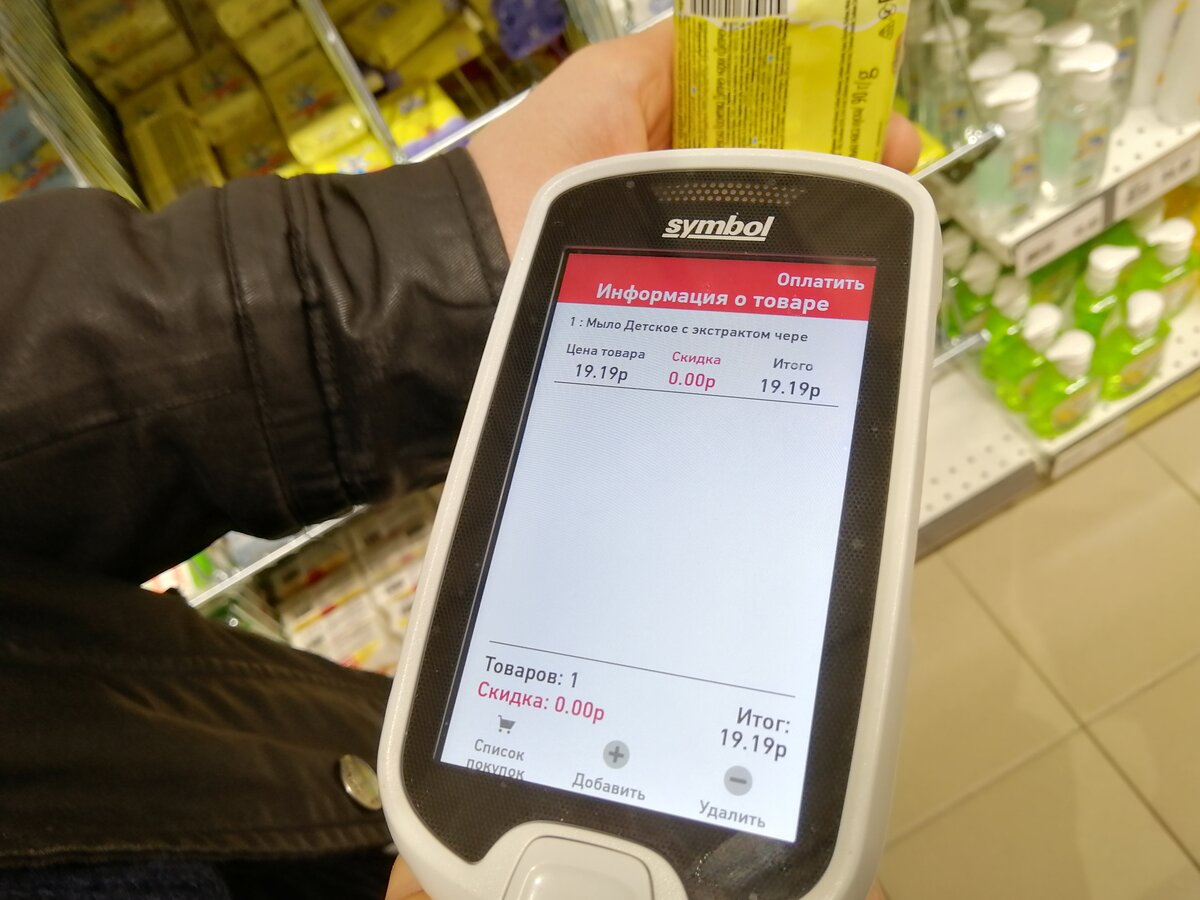 symbol
Оплатить
Информация о товаре
1 : Мыло Детское с экстрактом чере
Цена товара Скидка Итого
19.19р 0.00р 19.19р
Товаров: 1
Скидка: 0.00р
Итог:
19.19р
Список
покупок
Добавить
Удалить